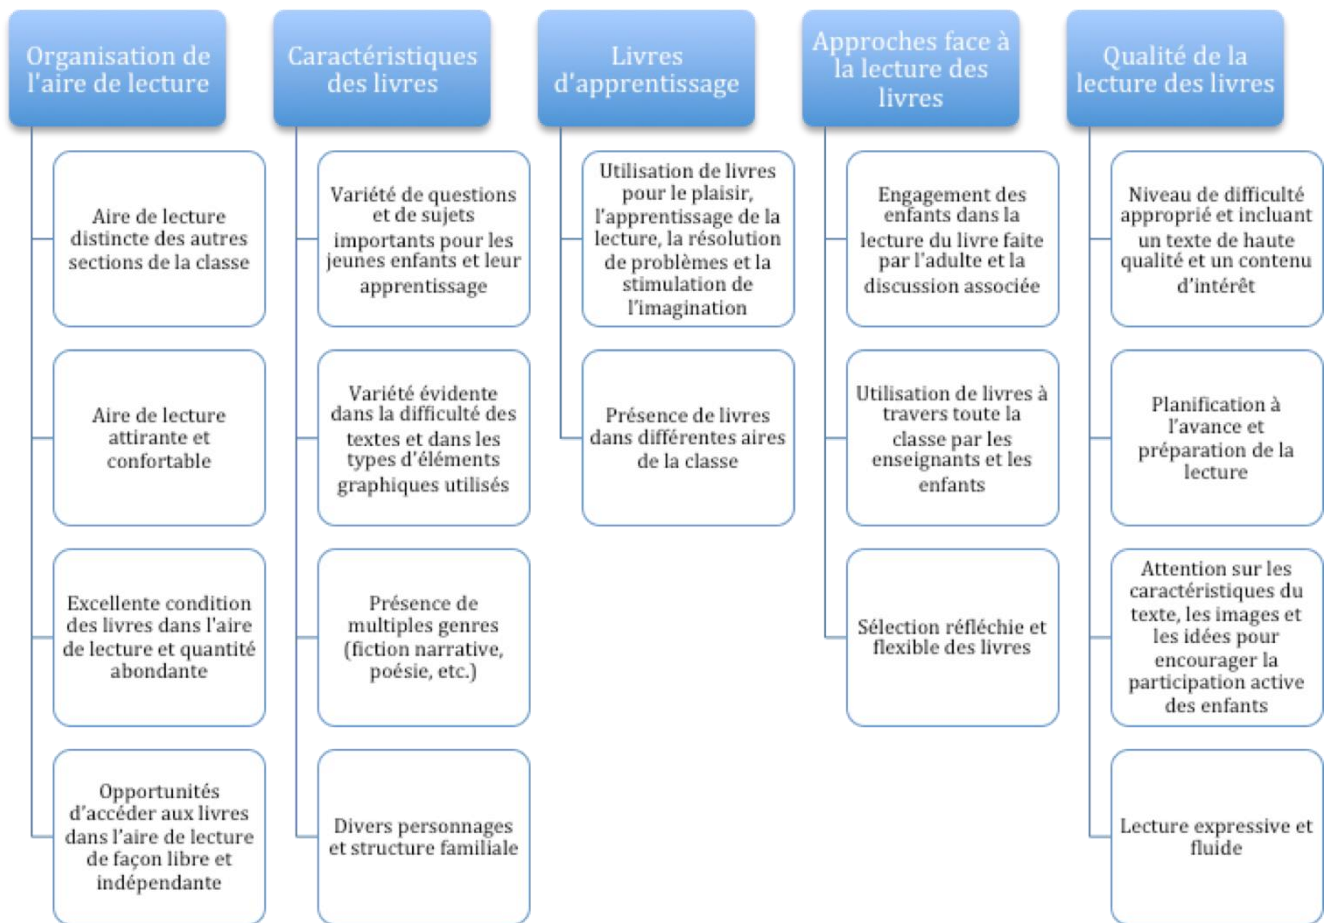 Organisation de
l'aire de lecture
Aire de lecture
distincte des autres
sections de la classe
Aire de lecture
attirante et
confortable
Excellente condition
des livres dans l'aire
de lecture et quantité
abondante
Opportunités
d’accéder aux livres
dans l’aire de lecture
de façon libre et
indépendante
Caractéristiques
des livres
Variété de questions
et de sujets
importants pour les
jeunes enfants et leur
apprentissage
Variété évidente
dans la difficulté des
textes et dans les
types d’éléments
graphiques utilisés
Présence de
multiples genres
(fiction narrative,
poésie, etc.)
Divers personnages
et structure familiale
Livres
d'apprentissage
Utilisation de livres
pour le plaisir,
l’apprentissage de la
lecture, la résolution
de problèmes et la
stimulation de
l’imagination
Présence de livres
dans différentes aires
de la classe
Approches face à
la lecture des
livres
Engagement des
enfants dans la
lecture du livre faite
par l’adulte et la
discussion associée
Utilisation de livres à
travers toute la
classe par les
enseignants et les
enfants
Sélection réfléchie et
flexible des livres
Qualité de la
lecture des livres
Niveau de difficulté
approprié et incluant
un texte de haute
qualité et un contenu
d’intérêt
Planification à
l’avance et
préparation de la
lecture
Attention sur les
caractéristiques du
texte, les images et
les idées pour
encourager la
participation active
des enfants
Lecture expressive et
fluide